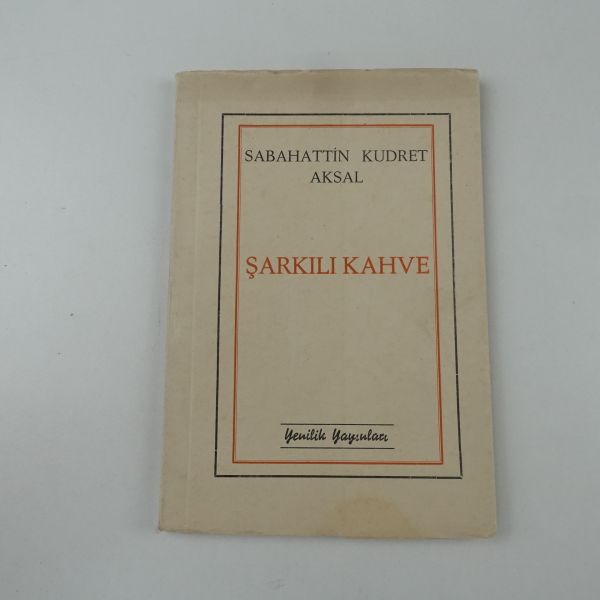 SABAHATTİN KUDRET
AKSAL
ŞARKILI KAHVE
Yenilik Yayınları